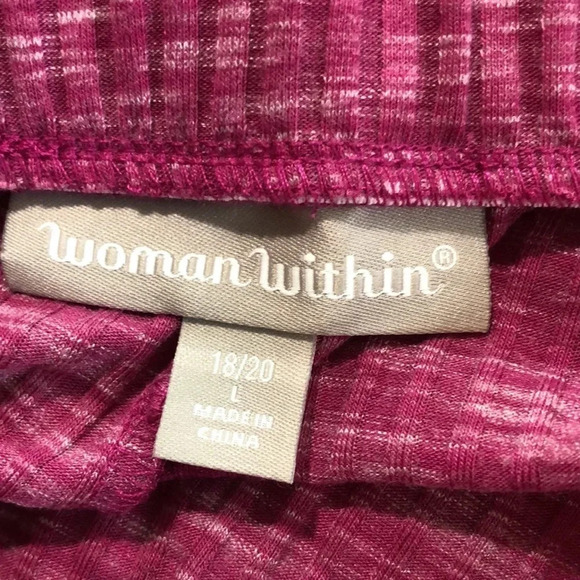 woman within®
18/20
L
MADE IN
CHINA